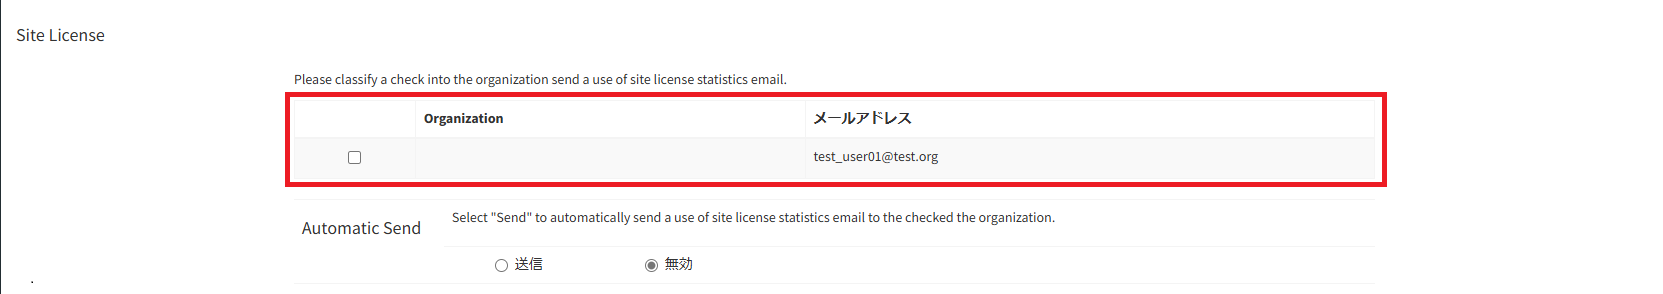 Site License
Please classify a check into the organization send a use of site license statistics email.
Organization メールアドレス
test_user01@test.org
Automatic Send
Select "Send" to automatically send a use of site license statistics email to the checked the organization.
送信 無効